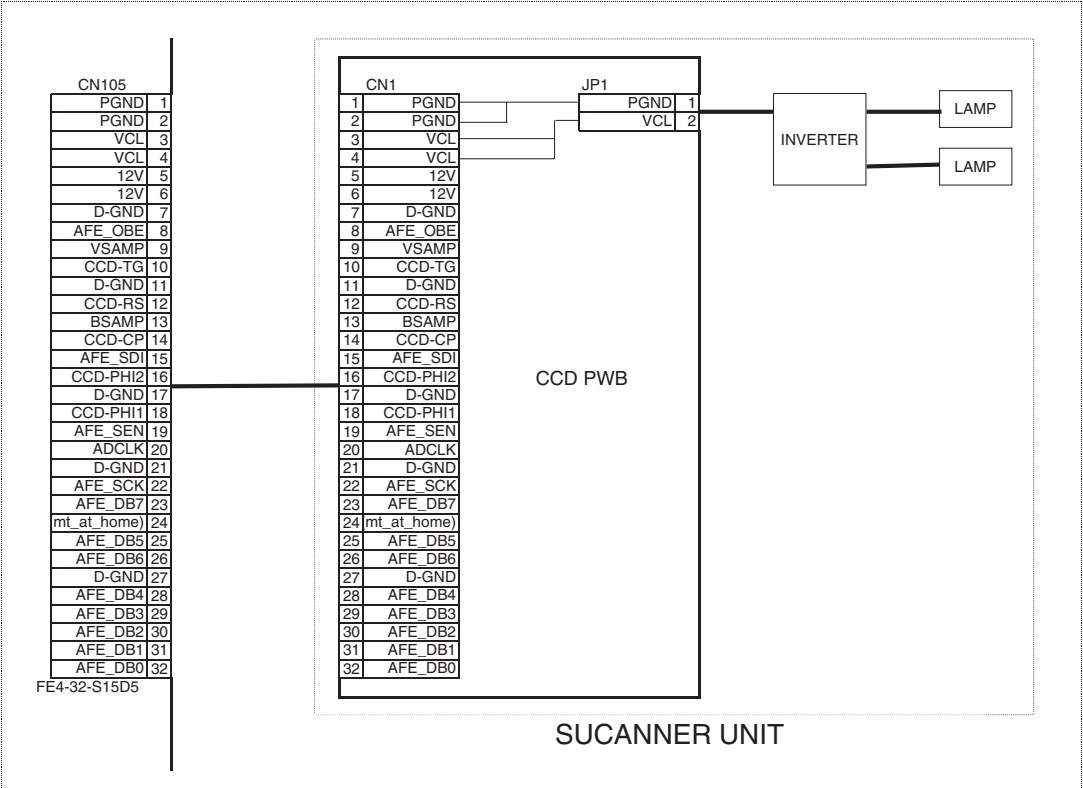 CN105
PGND 1
PGND 2
VCL 3
VCL 4
12V 5
12V 6
D-GND 7
AFE_OBE 8
VSAMP 9
CCD-TG 10
D-GND 11
CCD-RS 12
BSAMP 13
CCD-CP 14
AFE_SDI 15
CCD-PHI2 16
D-GND 17
CCD-PHI1 18
AFE_SEN 19
ADCLK 20
D-GND 21
AFE_SCK 22
AFE_DB7 23
mt_at_home) 24
AFE_DB5 25
AFE_DB6 26
D-GND 27
AFE_DB4 28
AFE_DB3 29
AFE_DB2 30
AFE_DB1 31
AFE_DB0 32
FE4-32-S15D5
CN1
1 PGND
2 PGND
3 VCL
4 VCL
5 12V
6 12V
7 D-GND
8 AFE_OBE
9 VSAMP
10 CCD-TG
11 D-GND
12 CCD-RS
13 BSAMP
14 CCD-CP
15 AFE_SDI
16 CCD-PHI2
17 D-GND
18 CCD-PHI1
19 AFE_SEN
20 ADCLK
21 D-GND
22 AFE_SCK
23 AFE_DB7
24 mt_at_home)
25 AFE_DB5
26 AFE_DB6
27 D-GND
28 AFE_DB4
29 AFE_DB3
30 AFE_DB2
31 AFE_DB1
32 AFE_DB0
JP1
PGND 1
VCL 2
CCD PWB
INVERTER
LAMP
LAMP
SUCANNER UNIT